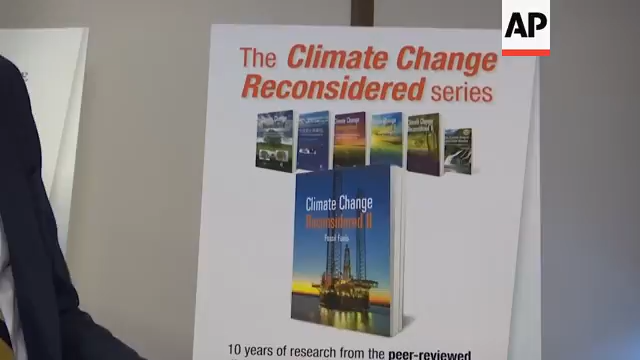 AP
The Climate Change
Reconsidered series
Climate Change
Reconsidered II
Fossil Fuels
10 years of research from the peer-reviewed